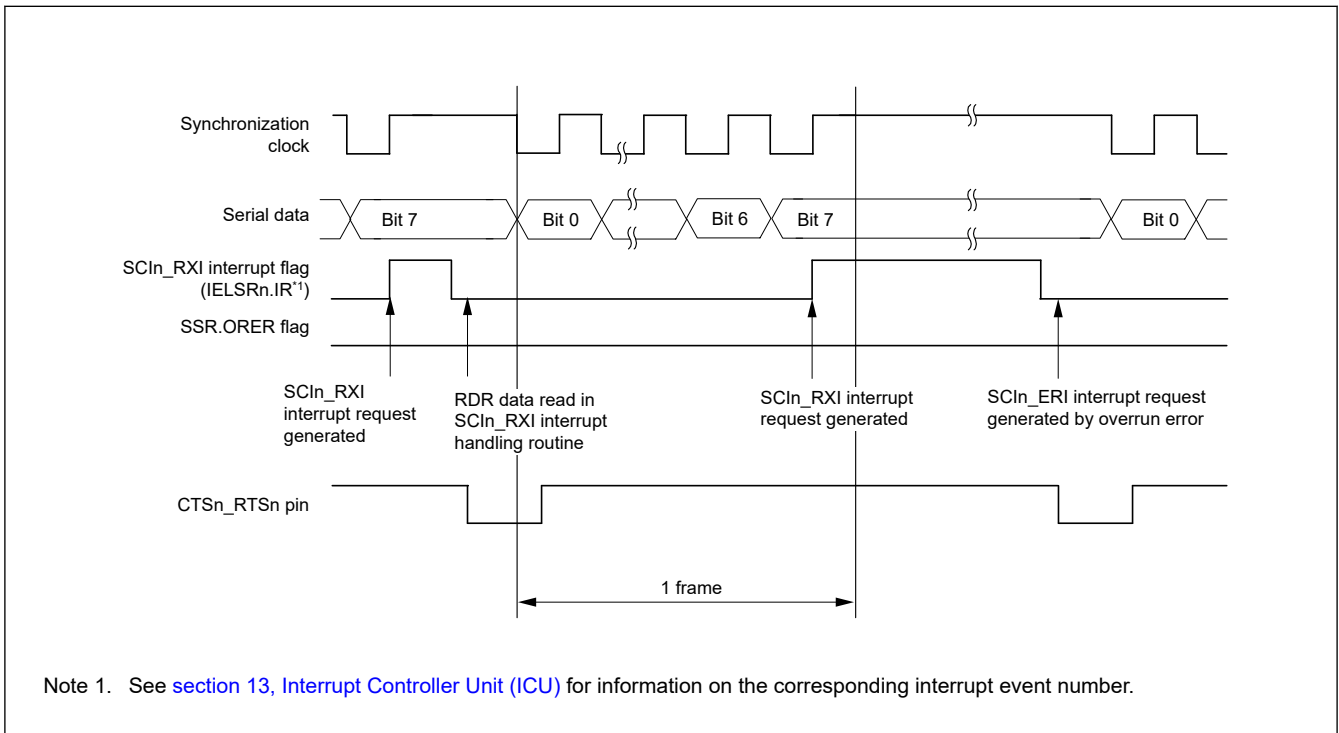 Synchronization
clock
Serial data
Bit 7
Bit 0
Bit 6
Bit 7
Bit 0
SCIn_RXI interrupt flag
(IELSRn.IR*1)
SSR.ORER flag
SCIn_RXI
interrupt request
generated
RDR data read in
SCIn_RXI interrupt
handling routine
SCIn_RXI interrupt
request generated
SCIn_ERI interrupt request
generated by overrun error
CTSn_RTSn pin
1 frame
Note 1. See section 13, Interrupt Controller Unit (ICU) for information on the corresponding interrupt event number.